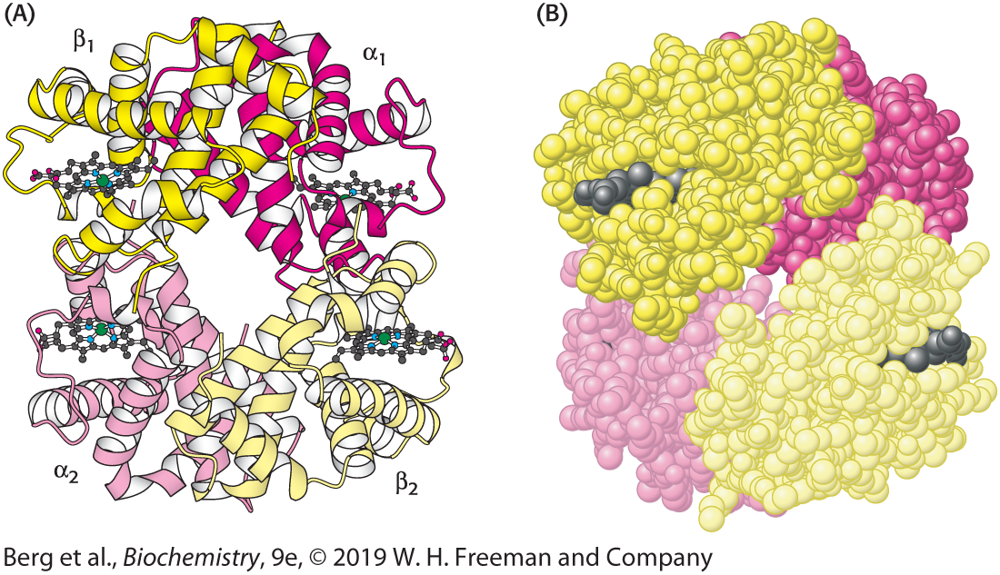 (A)
(B)
β1
α1
α2
β2
Berg et al., Biochemistry, 9e, © 2019 W. H. Freeman and Company